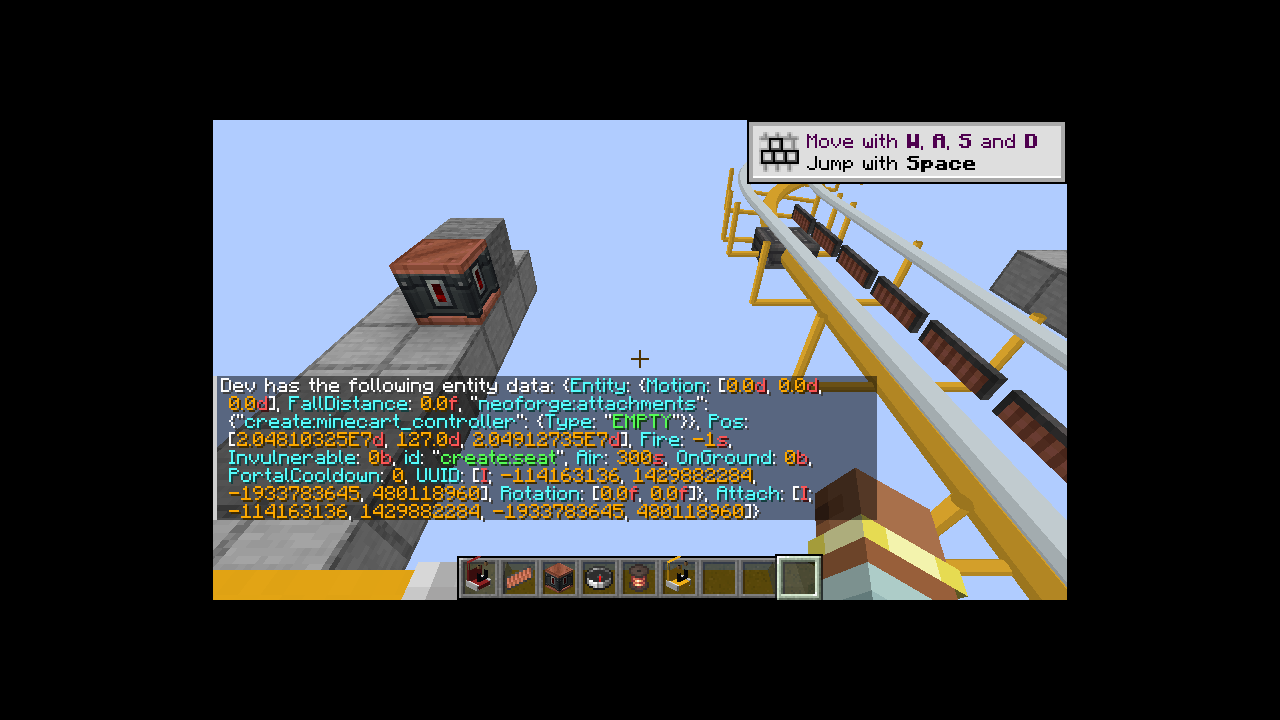 Move with W, A, S and D
Jump with Space
Dev has the following entity data: {Entity: {Motion: [0.0d, 0.0d,
0.0d], FallDistance: 0.0f, "neoforge:attachments":
{"create:minecart_controller": {Type: "EMPTY"}}, Pos:
[2.04810325E7d, 127.0d, 2.04912735E7d], Fire: -1s,
Invulnerable: 0b, id: "create:seat", Air: 300s, OnGround: 0b,
PortalCooldown: 0, UUID: [I; -114163136, 1429882284,
-1933783645, 480118960], Rotation: [0.0f, 0.0f]}, Attach: [I;
-114163136, 1429882284, -1933783645, 480118960]}